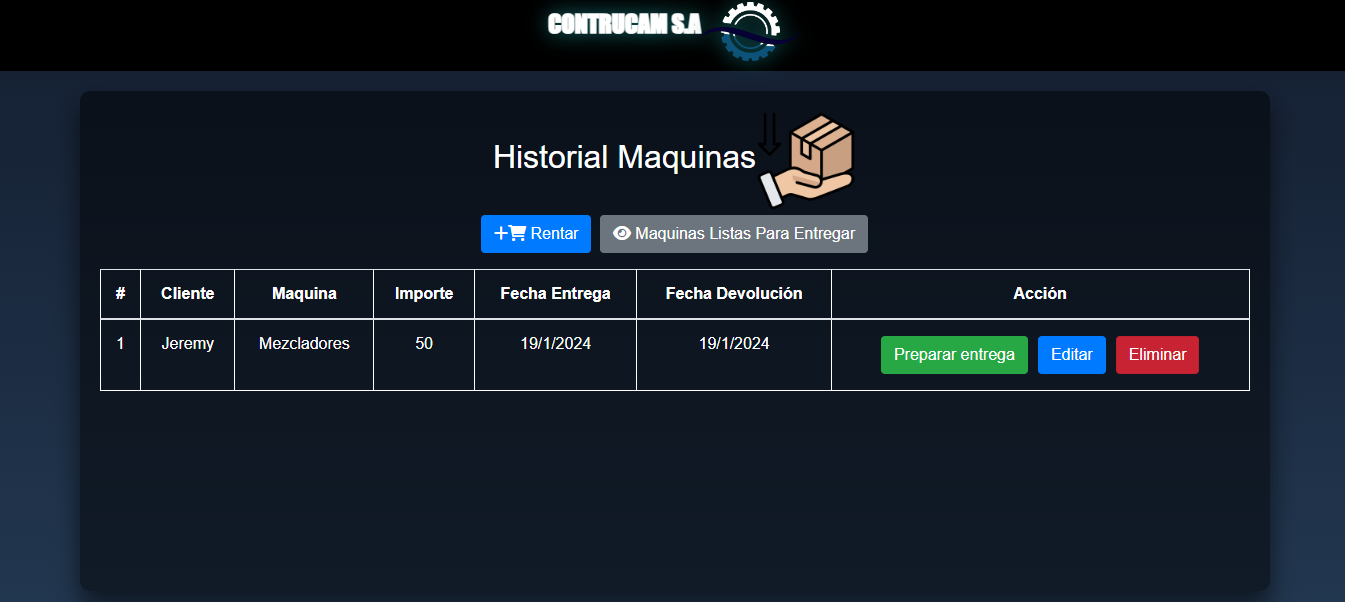 CONTRUCAM S.A
Historial Maquinas
Rentar Maquinas Listas Para Entregar
# Cliente Maquina Importe Fecha Entrega Fecha Devolución Acción
1 Jeremy Mezcladores 50 19/1/2024 19/1/2024 Preparar entrega Editar Eliminar